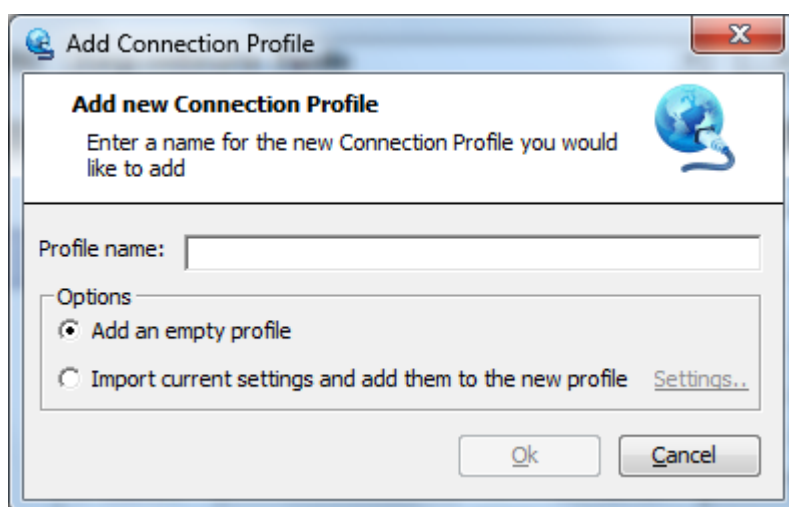 Add Connection Profile
Add new Connection Profile
Enter a name for the new Connection Profile you would
like to add
Profile name:
Options
Add an empty profile
Import current settings and add them to the new profile Settings..
Ok Cancel